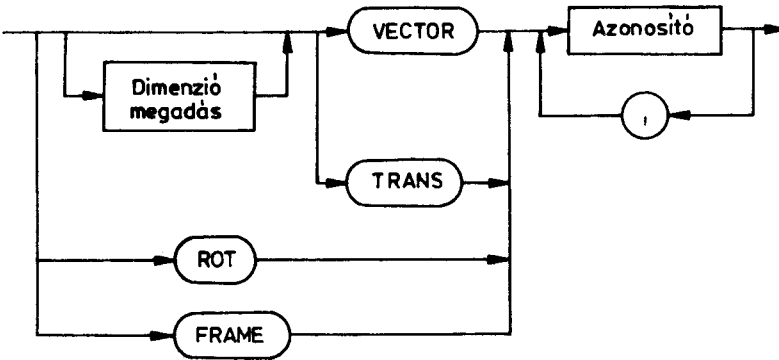 VECTOR
Azonosító
Dimenzió
megadás
,
TRANS
ROT
FRAME